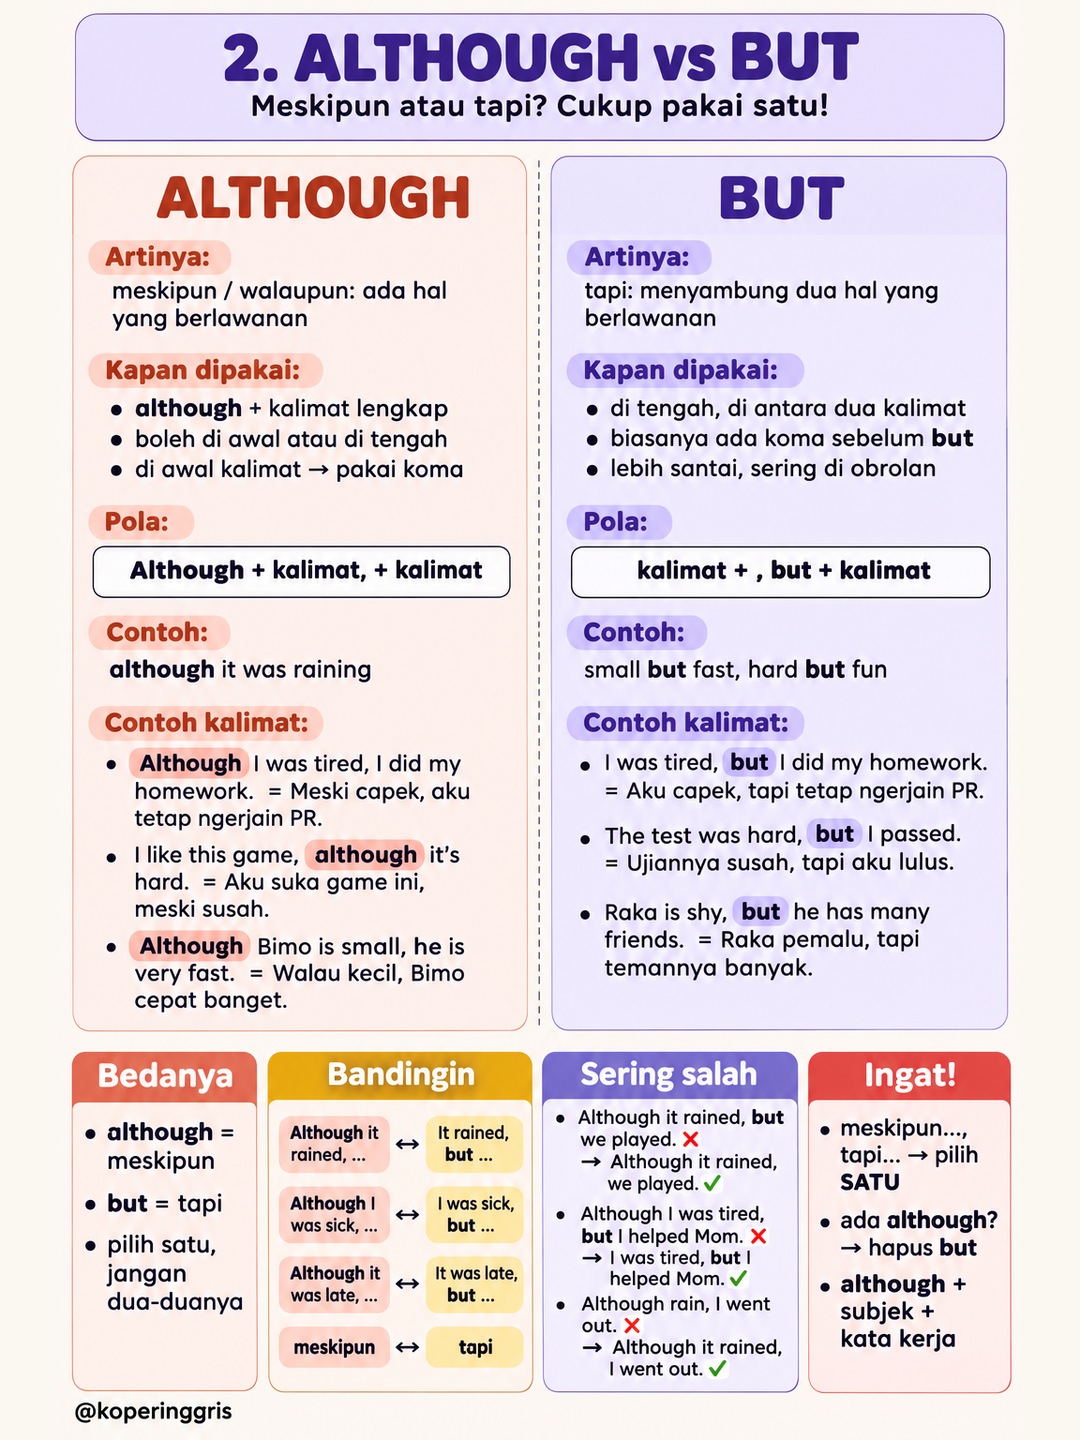 2. ALTHOUGH vs BUT
Meskipun atau tapi? Cukup pakai satu!
ALTHOUGH
Artinya:
meskipun / walaupun: ada hal
yang berlawanan
Kapan dipakai:
• although + kalimat lengkap
• boleh di awal atau di tengah
• di awal kalimat → pakai koma
Pola:
Although + kalimat, + kalimat
Contoh:
although it was raining
Contoh kalimat:
• Although I was tired, I did my
homework. = Meski capek, aku
tetap ngerjain PR.
• I like this game, although it's
hard. = Aku suka game ini,
meski susah.
• Although Bimo is small, he is
very fast. = Walau kecil, Bimo
cepat banget.
BUT
Artinya:
tapi: menyambung dua hal yang
berlawanan
Kapan dipakai:
• di tengah, di antara dua kalimat
• biasanya ada koma sebelum but
• lebih santai, sering di obrolan
Pola:
kalimat + , but + kalimat
Contoh:
small but fast, hard but fun
Contoh kalimat:
• I was tired, but I did my homework.
= Aku capek, tapi tetap ngerjain PR.
• The test was hard, but I passed.
= Ujiannya susah, tapi aku lulus.
• Raka is shy, but he has many
friends. = Raka pemalu, tapi
temannya banyak.
Bedanya
• although =
meskipun
• but = tapi
• pilih satu,
jangan
dua-duanya
Bandingin
Although it
rained, ...
↔
It rained,
but ...
Although I
was sick, ...
↔
I was sick,
but ...
Although it
was late, ...
↔
It was late,
but ...
meskipun ↔ tapi
Sering salah
• Although it rained, but
we played. ❌
→ Although it rained,
we played. ✓
• Although I was tired,
but I helped Mom. ❌
→ I was tired, but I
helped Mom. ✓
• Although rain, I went
out. ❌
→ Although it rained,
I went out. ✓
Ingat!
• meskipun...,
tapi... → pilih
SATU
• ada although?
→ hapus but
• although +
subjek +
kata kerja
@koperinggris